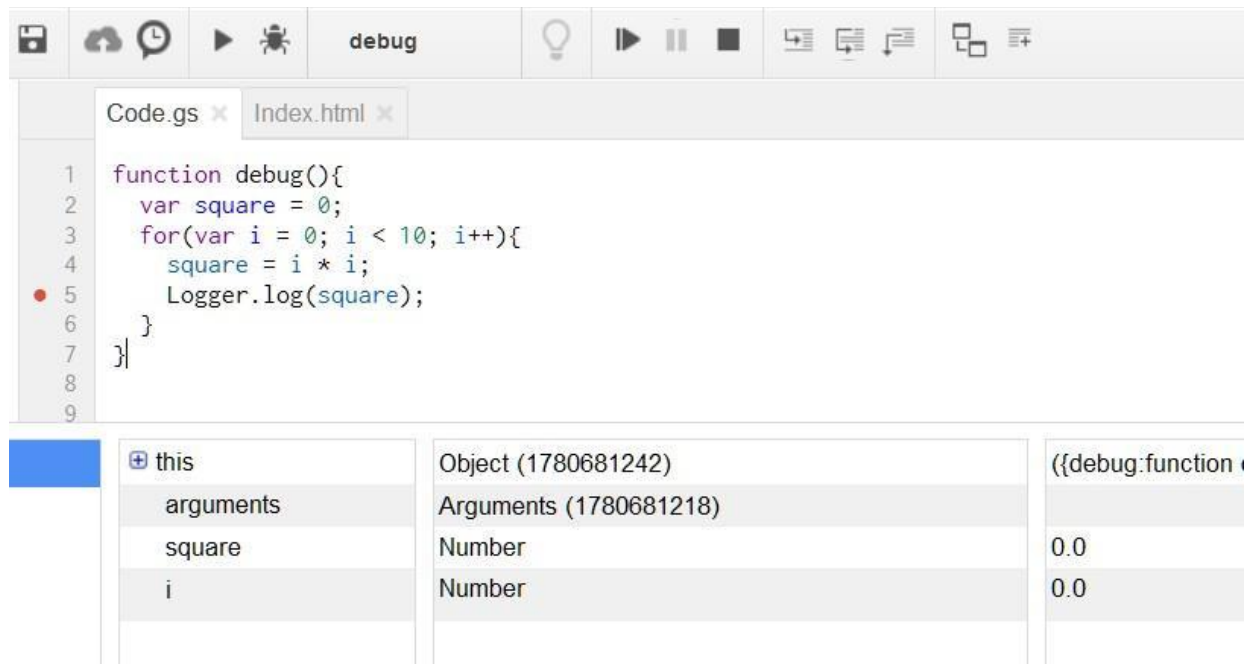 debug
Code.gs × Index.html ×
1 function debug(){
2 var square = 0;
3 for(var i = 0; i < 10; i++){
4 square = i * i;
5 Logger.log(square);
6 }
7 }
8
9
this Object (1780681242) ({debug:function
arguments Arguments (1780681218)
square Number 0.0
i Number 0.0